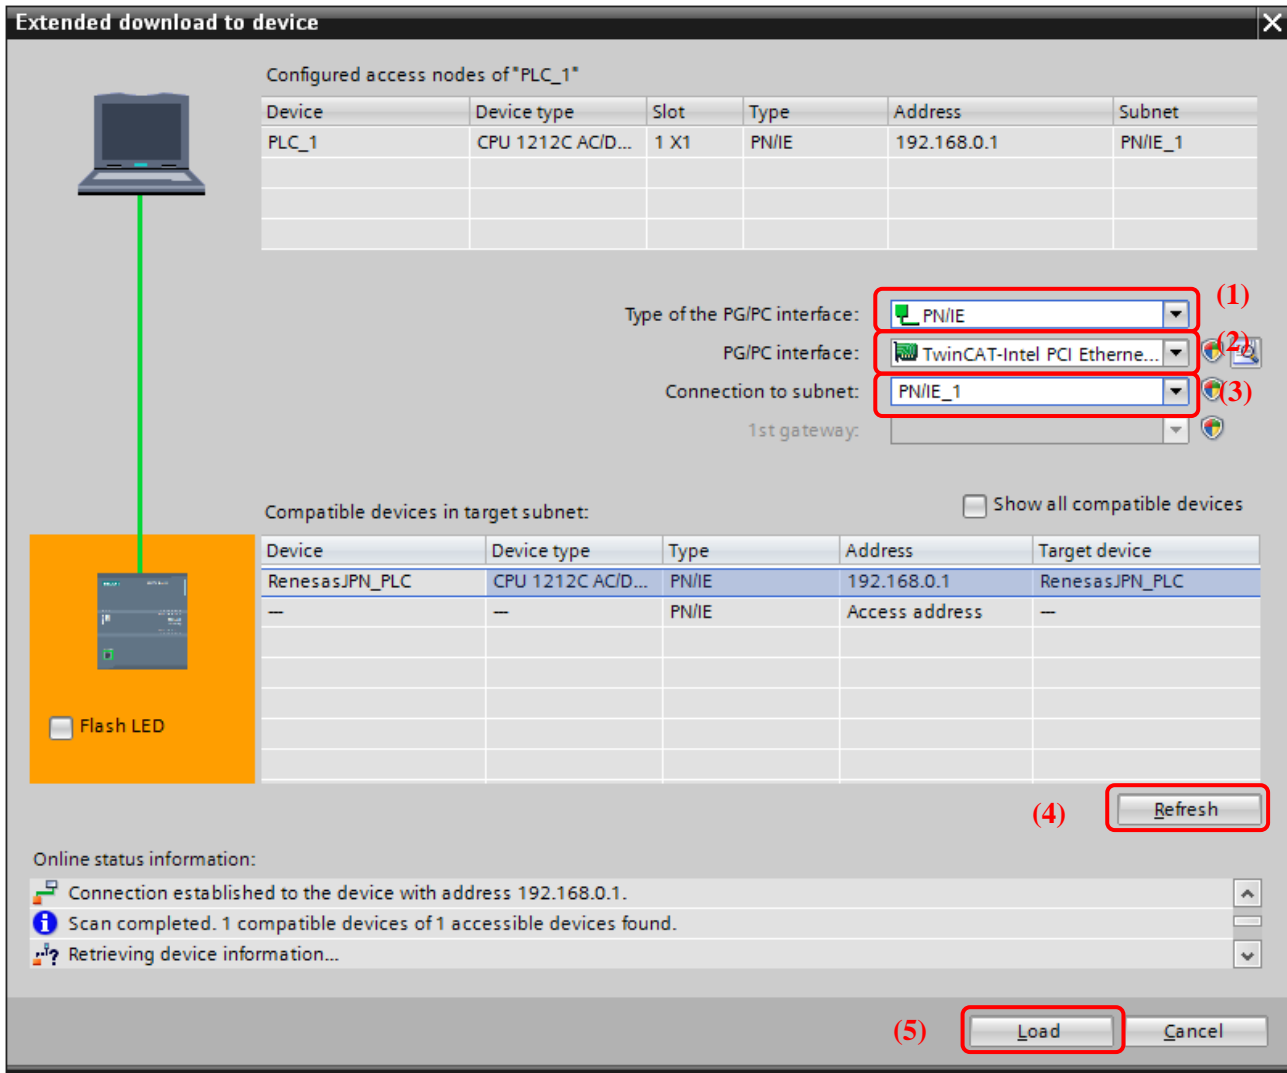 Extended download to device
Configured access nodes of "PLC_1"
Device Device type Slot Type Address Subnet
PLC_1 CPU 1212C AC/D... 1 X1 PN/IE 192.168.0.1 PN/IE_1
Type of the PG/PC interface: PN/IE (1)
PG/PC interface: TwinCAT-Intel PCI Etherne... (2)
Connection to subnet: PN/IE_1 (3)
1st gateway:
Compatible devices in target subnet: Show all compatible devices
Device Device type Type Address Target device
RenesasJPN_PLC CPU 1212C AC/D... PN/IE 192.168.0.1 RenesasJPN_PLC
— — PN/IE Access address —
Flash LED
(4) Refresh
Online status information:
Connection established to the device with address 192.168.0.1.
Scan completed. 1 compatible devices of 1 accessible devices found.
Retrieving device information...
(5) Load Cancel